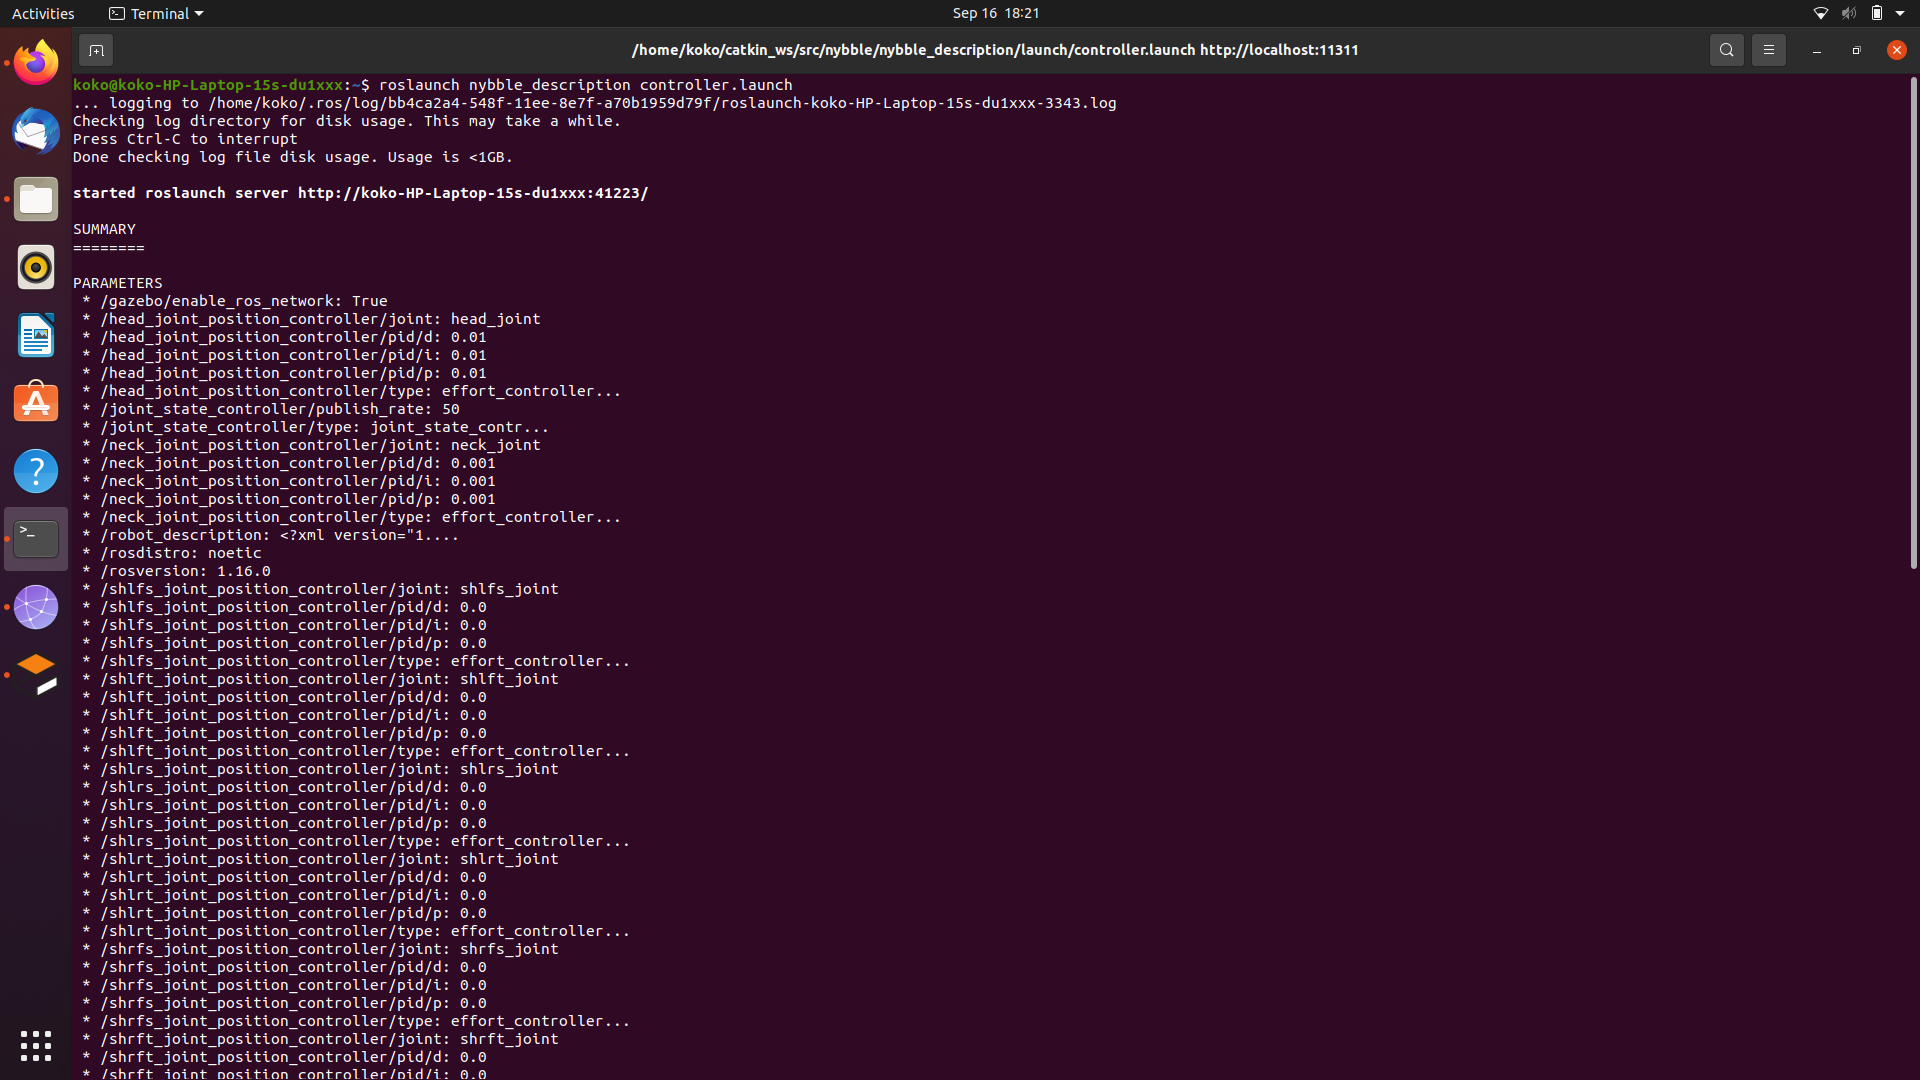 Activities
Terminal
Sep 16 18:21
/home/koko/catkin_ws/src/nybble/nybble_description/launch/controller.launch http://localhost:11311
koko@koko-HP-Laptop-15s-du1xxx:~$ roslaunch nybble_description controller.launch
... logging to /home/koko/.ros/log/bb4ca2a4-548f-11ee-8e7f-a70b1959d79f/roslaunch-koko-HP-Laptop-15s-du1xxx-3343.log
Checking log directory for disk usage. This may take a while.
Press Ctrl-C to interrupt
Done checking log file disk usage. Usage is <1GB.
started roslaunch server http://koko-HP-Laptop-15s-du1xxx:41223/
SUMMARY
========
PARAMETERS
* /gazebo/enable_ros_network: True
* /head_joint_position_controller/joint: head_joint
* /head_joint_position_controller/pid/d: 0.01
* /head_joint_position_controller/pid/i: 0.01
* /head_joint_position_controller/pid/p: 0.01
* /head_joint_position_controller/type: effort_controller...
* /joint_state_controller/publish_rate: 50
* /joint_state_controller/type: joint_state_contr...
* /neck_joint_position_controller/joint: neck_joint
* /neck_joint_position_controller/pid/d: 0.001
* /neck_joint_position_controller/pid/i: 0.001
* /neck_joint_position_controller/pid/p: 0.001
* /neck_joint_position_controller/type: effort_controller...
* /robot_description: <?xml version="1....
* /rosdistro: noetic
* /rosversion: 1.16.0
* /shlfs_joint_position_controller/joint: shlfs_joint
* /shlfs_joint_position_controller/pid/d: 0.0
* /shlfs_joint_position_controller/pid/i: 0.0
* /shlfs_joint_position_controller/pid/p: 0.0
* /shlfs_joint_position_controller/type: effort_controller...
* /shlft_joint_position_controller/joint: shlft_joint
* /shlft_joint_position_controller/pid/d: 0.0
* /shlft_joint_position_controller/pid/i: 0.0
* /shlft_joint_position_controller/pid/p: 0.0
* /shlft_joint_position_controller/type: effort_controller...
* /shlrs_joint_position_controller/joint: shlrs_joint
* /shlrs_joint_position_controller/pid/d: 0.0
* /shlrs_joint_position_controller/pid/i: 0.0
* /shlrs_joint_position_controller/pid/p: 0.0
* /shlrs_joint_position_controller/type: effort_controller...
* /shlrt_joint_position_controller/joint: shlrt_joint
* /shlrt_joint_position_controller/pid/d: 0.0
* /shlrt_joint_position_controller/pid/i: 0.0
* /shlrt_joint_position_controller/pid/p: 0.0
* /shlrt_joint_position_controller/type: effort_controller...
* /shrfs_joint_position_controller/joint: shrfs_joint
* /shrfs_joint_position_controller/pid/d: 0.0
* /shrfs_joint_position_controller/pid/i: 0.0
* /shrfs_joint_position_controller/pid/p: 0.0
* /shrfs_joint_position_controller/type: effort_controller...
* /shrft_joint_position_controller/joint: shrft_joint
* /shrft_joint_position_controller/pid/d: 0.0
* /shrft_joint_position_controller/pid/i: 0.0